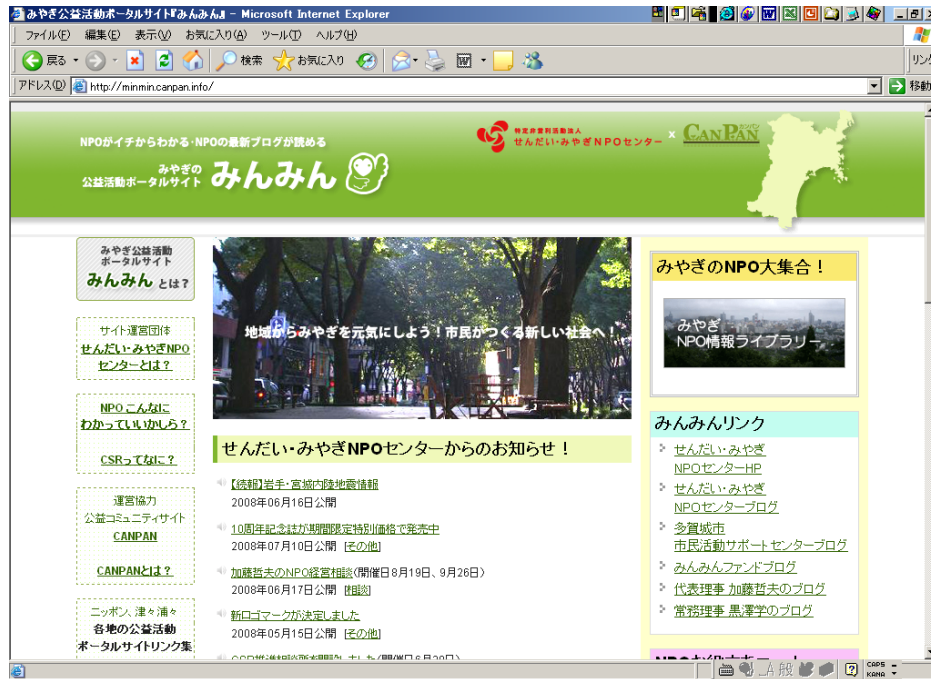 みやぎ公益活動ポータルサイト『みんみん』 - Microsoft Internet Explorer
ファイル(F) 編集(E) 表示(V) お気に入り(A) ツール(T) ヘルプ(H)
戻る 検索 お気に入り
リンク
アドレス(D) http://minmin.canpan.info/ 移動
NPOがイチからわかる・NPOの最新ブログが読める
みやぎの
公益活動ポータルサイト みんみん
特定非営利活動法人
せんだい・みやぎNPOセンター × CANPAN
みやぎ公益活動
ポータルサイト
みんみん とは?
サイト運営団体
せんだい・みやぎNPO
センターとは?
NPO こんなに
わかっていいかしら?
CSRってなに?
運営協力
公益コミュニティサイト
CANPAN
CANPANとは?
ニッポン、津々浦々
各地の公益活動
ポータルサイトリンク集
地域からみやぎを元気にしよう!市民がつくる新しい社会へ!
せんだい・みやぎNPOセンターからのお知らせ!
【続報】岩手・宮城内陸地震情報
2008年06月16日公開
10周年記念誌が期間限定特別価格で発売中
2008年07月10日公開 [その他]
加藤哲夫のNPO経営相談(開催日8月19日、9月26日)
2008年06月17日公開 [相談]
新ロゴマークが決定しました
2008年05月15日公開 [その他]
みやぎのNPO大集合!
みやぎ
NPO情報ライブラリー
みんみんリンク
せんだい・みやぎ
NPOセンターHP
せんだい・みやぎ
NPOセンターブログ
多賀城市
市民活動サポートセンターブログ
みんみんファンドブログ
代表理事 加藤哲夫のブログ
常務理事 黒澤学のブログ
A 般
CAPS
KANA